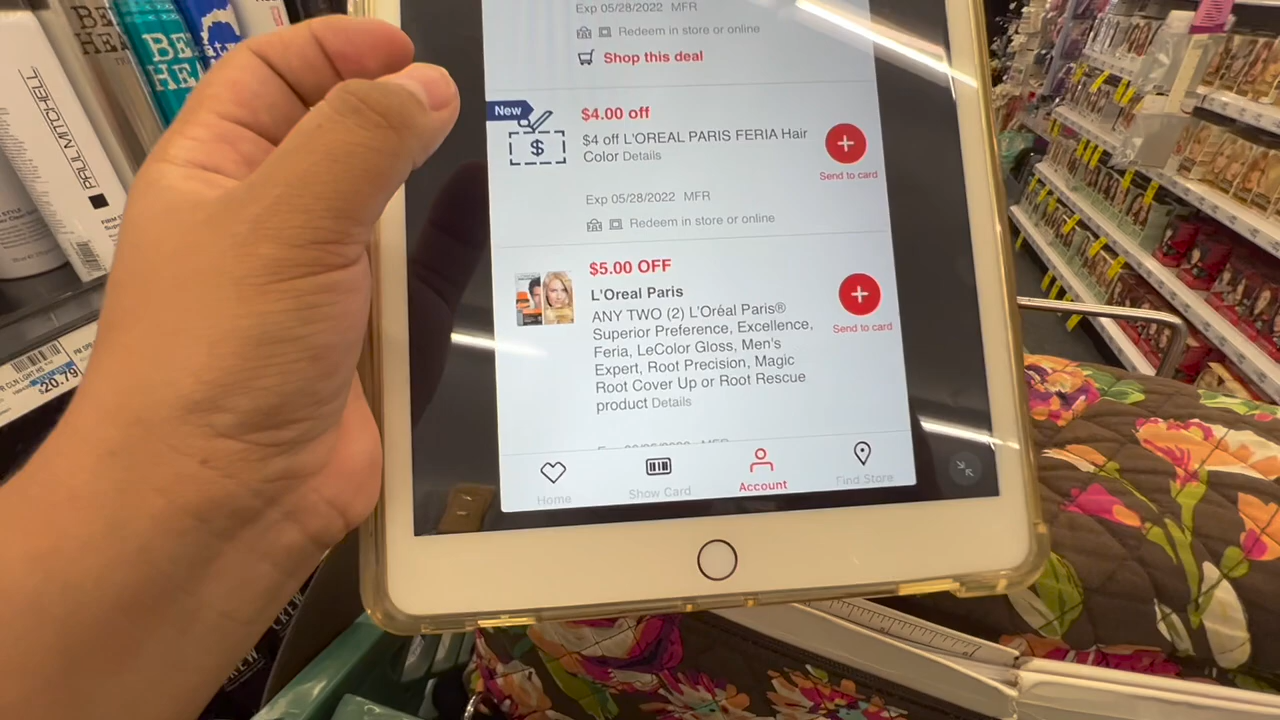 Exp 05/28/2022 MFR
Redeem in store or online
Shop this deal
New
$4.00 off
$4 off L'OREAL PARIS FERIA Hair
Color Details
$
Send to card
Exp 05/28/2022 MFR
Redeem in store or online
$5.00 OFF
L'Oreal Paris
ANY TWO (2) L'Oréal Paris®
Superior Preference, Excellence,
Feria, LeColor Gloss, Men's
Expert, Root Precision, Magic
Root Cover Up or Root Rescue
product Details
Send to card
Home
Show Card
Account
Find Store
PAUL MITCHELL
BE
HE
$20.79